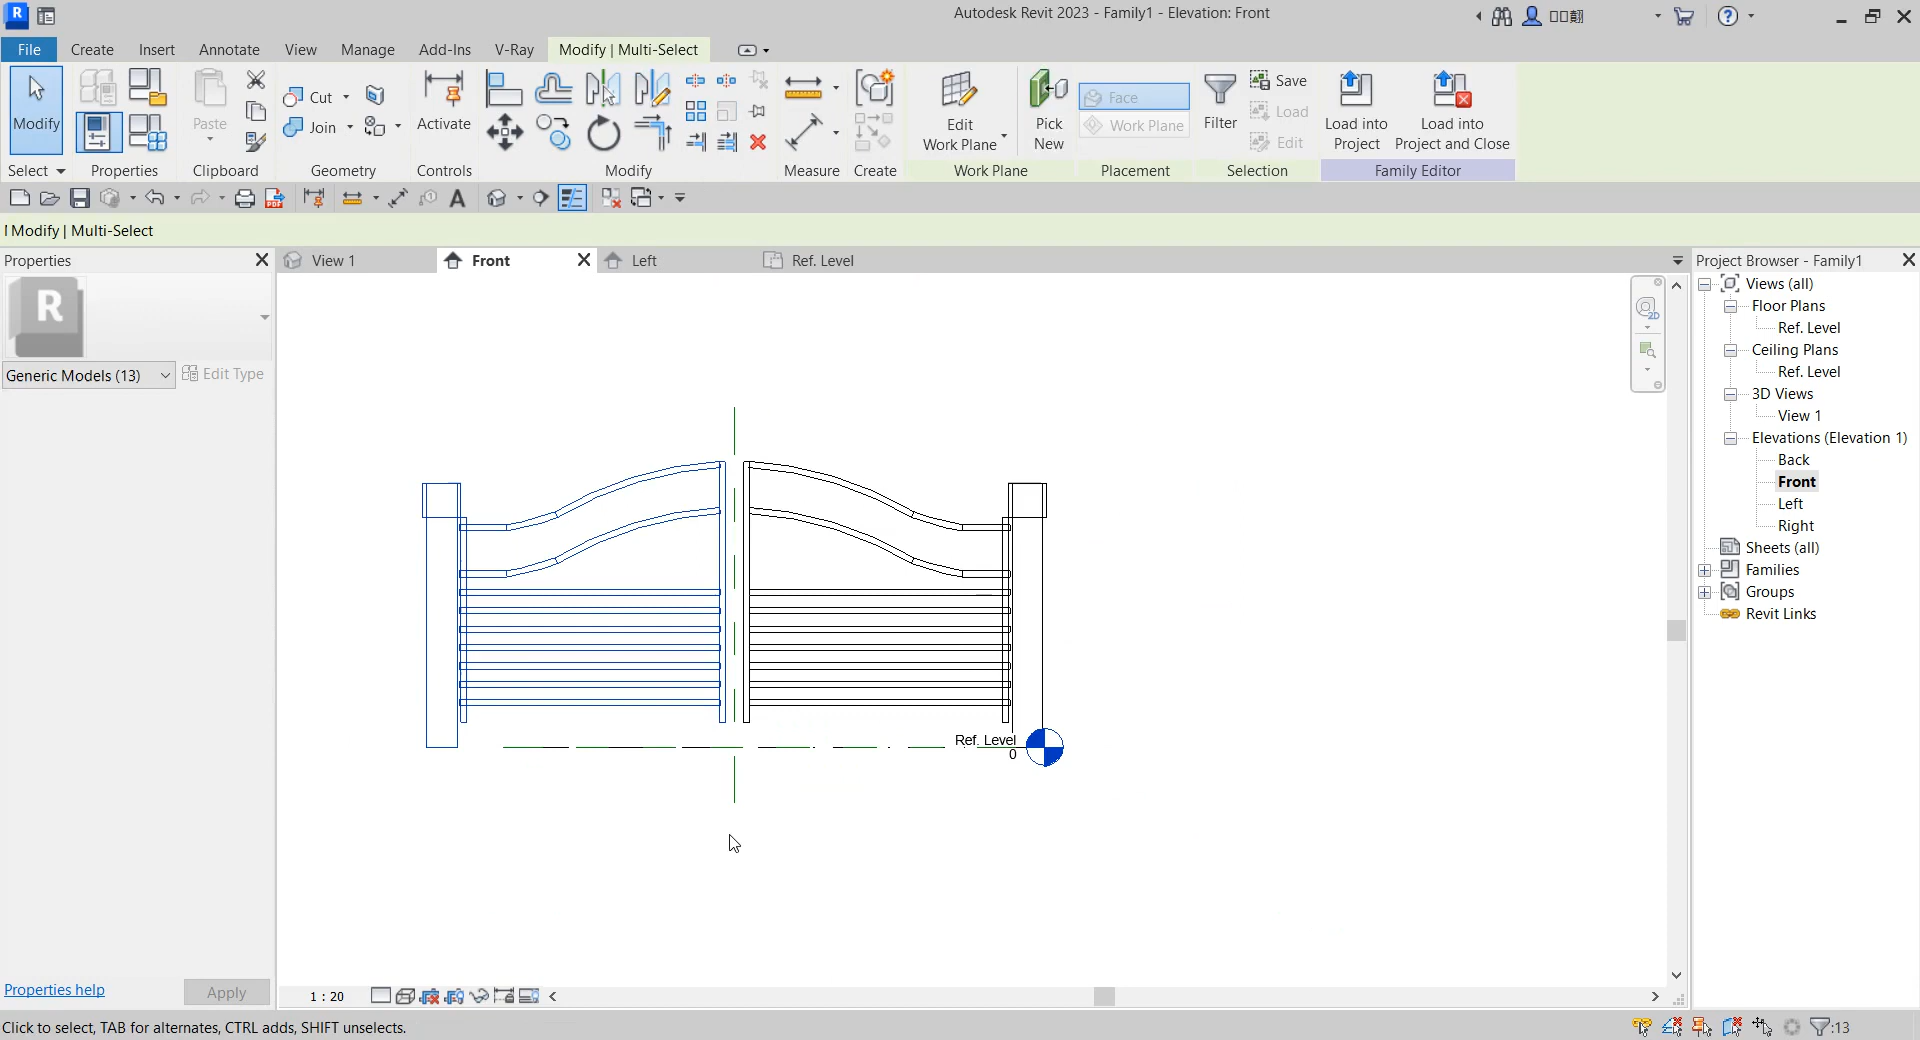 R
Autodesk Revit 2023 - Family1 - Elevation: Front
File Create Insert Annotate View Manage Add-Ins V-Ray Modify | Multi-Select
Modify
Paste
Cut
Join
Activate
Edit
Work Plane
Pick
New
Face
Work Plane
Filter
Save
Load
Edit
Load into
Project
Load into
Project and Close
Select Properties Clipboard Geometry Controls Modify Measure Create Work Plane Placement Selection Family Editor
PDF
A
Modify | Multi-Select
Properties
View 1 Front Left Ref. Level
Project Browser - Family1
R
Generic Models (13) Edit Type
2D
Views (all)
Floor Plans
Ref. Level
Ceiling Plans
Ref. Level
3D Views
View 1
Elevations (Elevation 1)
Back
Front
Left
Right
Sheets (all)
Families
Groups
Revit Links
Ref. Level
0
Properties help Apply
1 : 20
Click to select, TAB for alternates, CTRL adds, SHIFT unselects.
:13